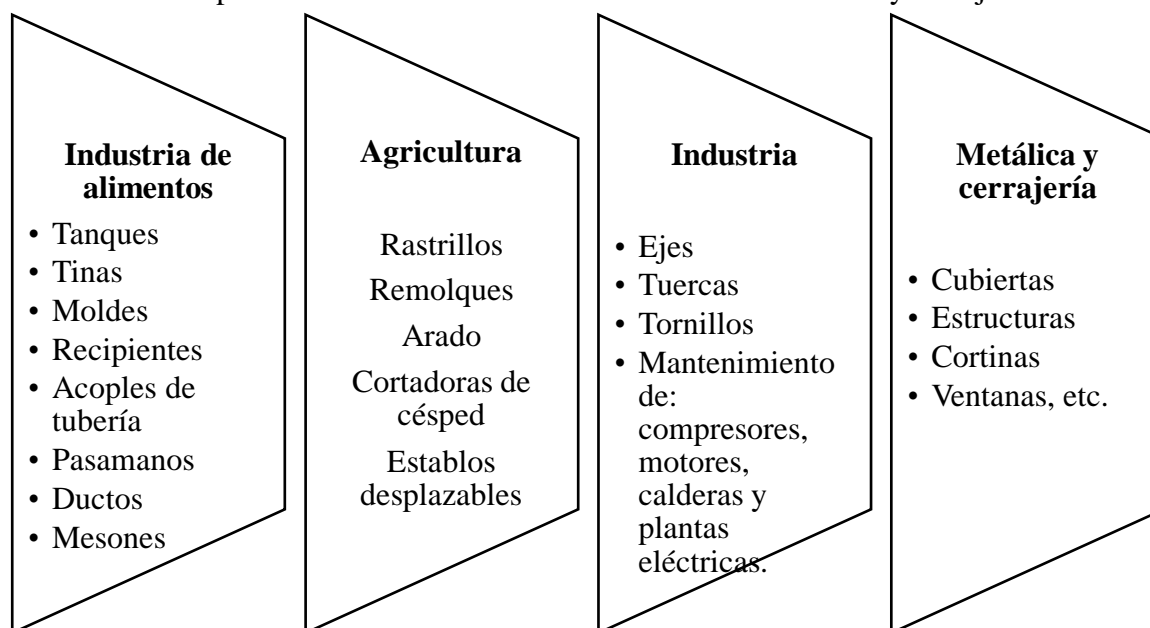 Industria de
alimentos
• Tanques
• Tinas
• Moldes
• Recipientes
• Acoples de
tubería
• Pasamanos
• Ductos
• Mesones
Agricultura
Rastrillos
Remolques
Arado
Cortadoras de
césped
Establos
desplazables
Industria
• Ejes
• Tuercas
• Tornillos
• Mantenimiento
de:
compresores,
motores,
calderas y
plantas
eléctricas.
Metálica y
cerrajería
• Cubiertas
• Estructuras
• Cortinas
• Ventanas, etc.